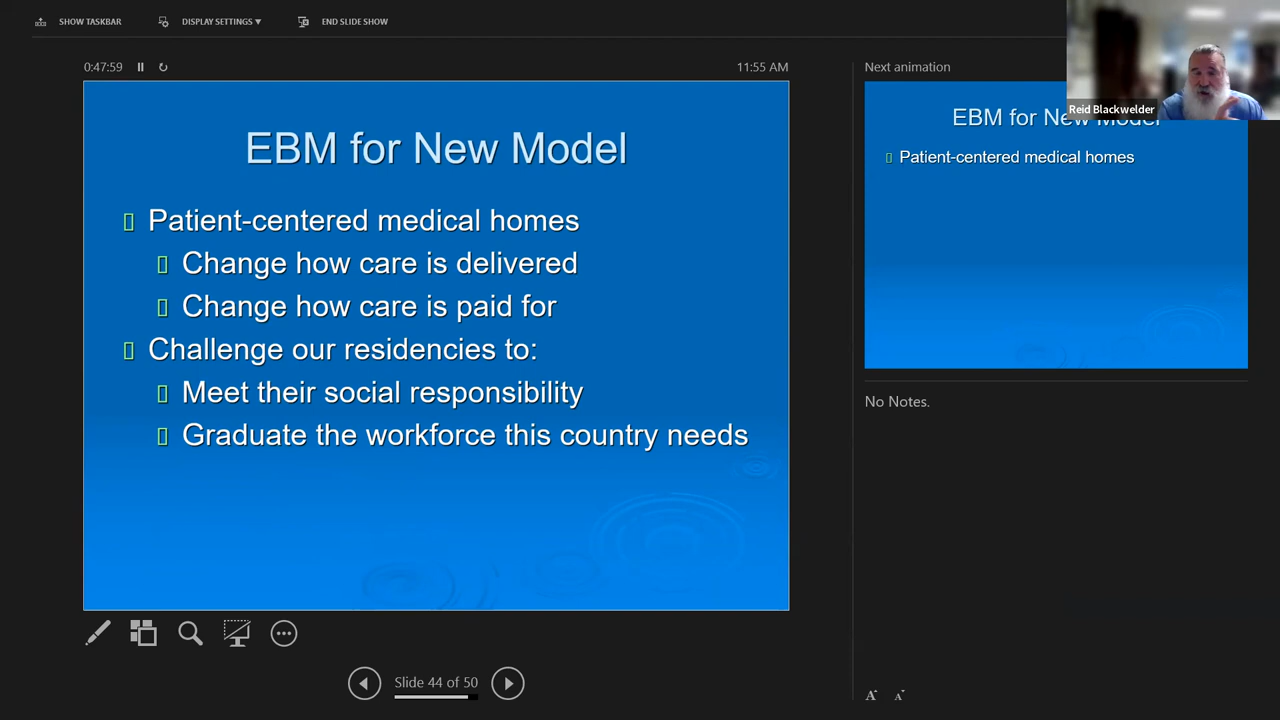 SHOW TASKBAR
DISPLAY SETTINGS ▼
END SLIDE SHOW
0:47:59
11:55 AM
EBM for New Model
Patient-centered medical homes
Change how care is delivered
Change how care is paid for
Challenge our residencies to:
Meet their social responsibility
Graduate the workforce this country needs
Slide 44 of 50
Next animation
Reid Blackwelder
EBM for New Model
Patient-centered medical homes
No Notes.
A A